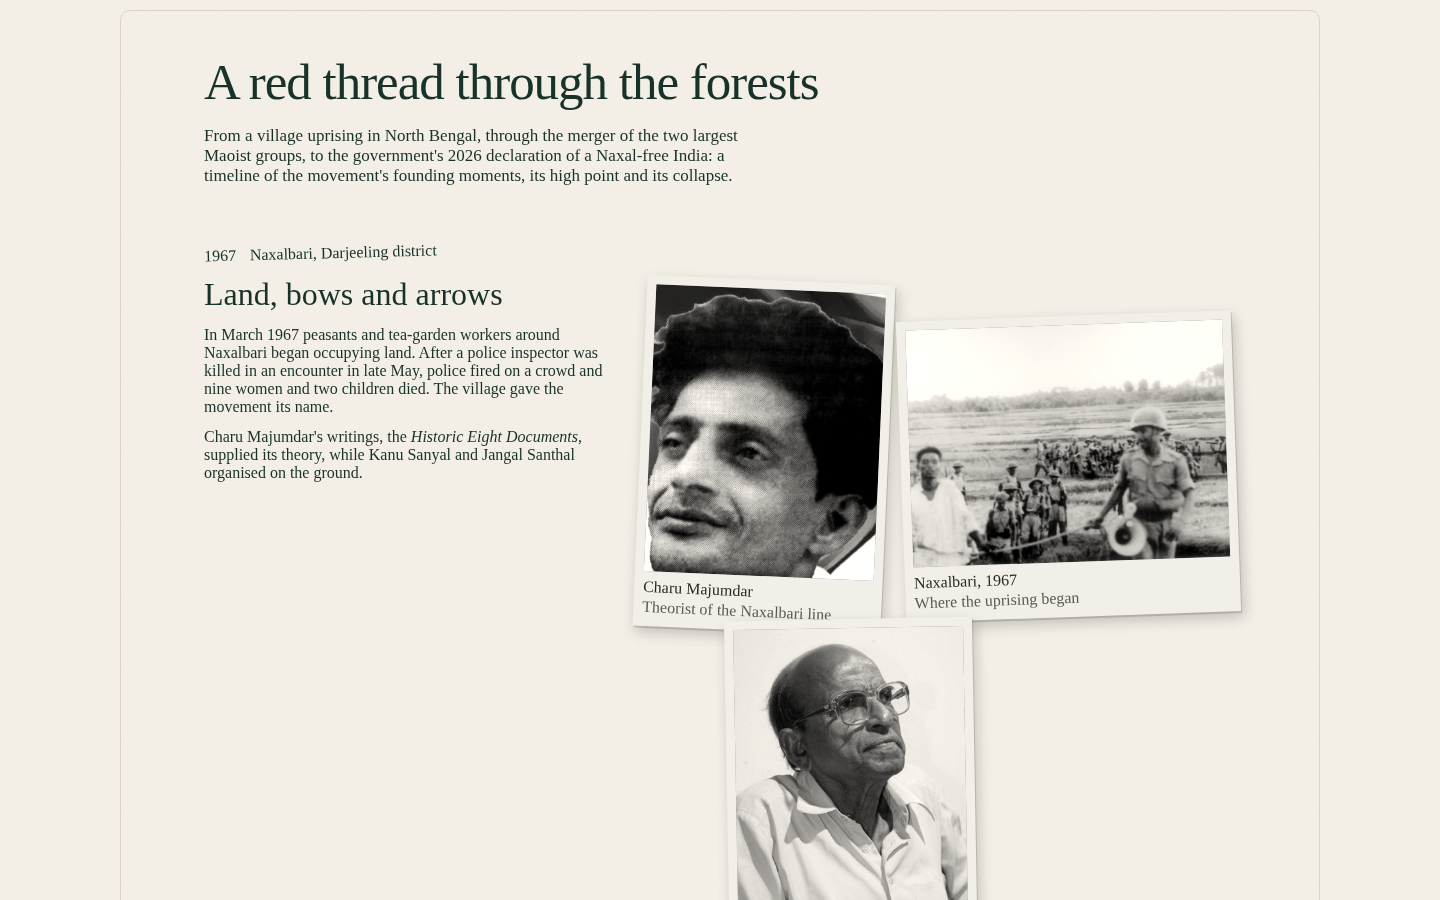 A red thread through the forests
From a village uprising in North Bengal, through the merger of the two largest
Maoist groups, to the government's 2026 declaration of a Naxal-free India: a
timeline of the movement's founding moments, its high point and its collapse.
1967 Naxalbari, Darjeeling district
Land, bows and arrows
In March 1967 peasants and tea-garden workers around
Naxalbari began occupying land. After a police inspector was
killed in an encounter in late May, police fired on a crowd and
nine women and two children died. The village gave the
movement its name.
Charu Majumdar's writings, the Historic Eight Documents,
supplied its theory, while Kanu Sanyal and Jangal Santhal
organised on the ground.
Charu Majumdar
Theorist of the Naxalbari line
Naxalbari, 1967
Where the uprising began